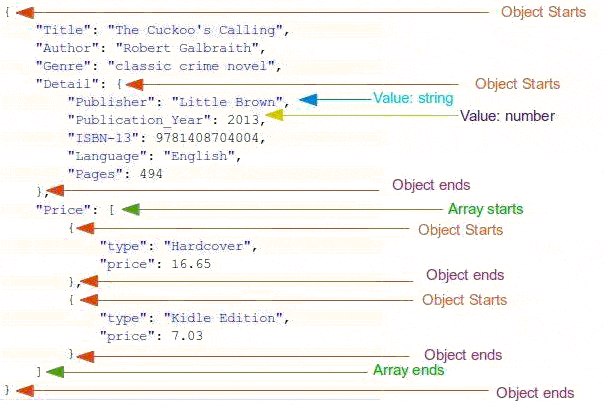 { Object Starts
"Title": "The Cuckoo's Calling",
"Author": "Robert Galbraith",
"Genre": "classic crime novel",
"Detail": { Object Starts
"Publisher": "Little Brown", Value: string
"Publication_Year": 2013, Value: number
"ISBN-13": 9781408704004,
"Language": "English",
"Pages": 494
}, Object ends
"Price": [ Array starts
{ Object Starts
"type": "Hardcover",
"price": 16.65
}, Object ends
{ Object Starts
"type": "Kidle Edition",
"price": 7.03
} Object ends
] Array ends
} Object ends